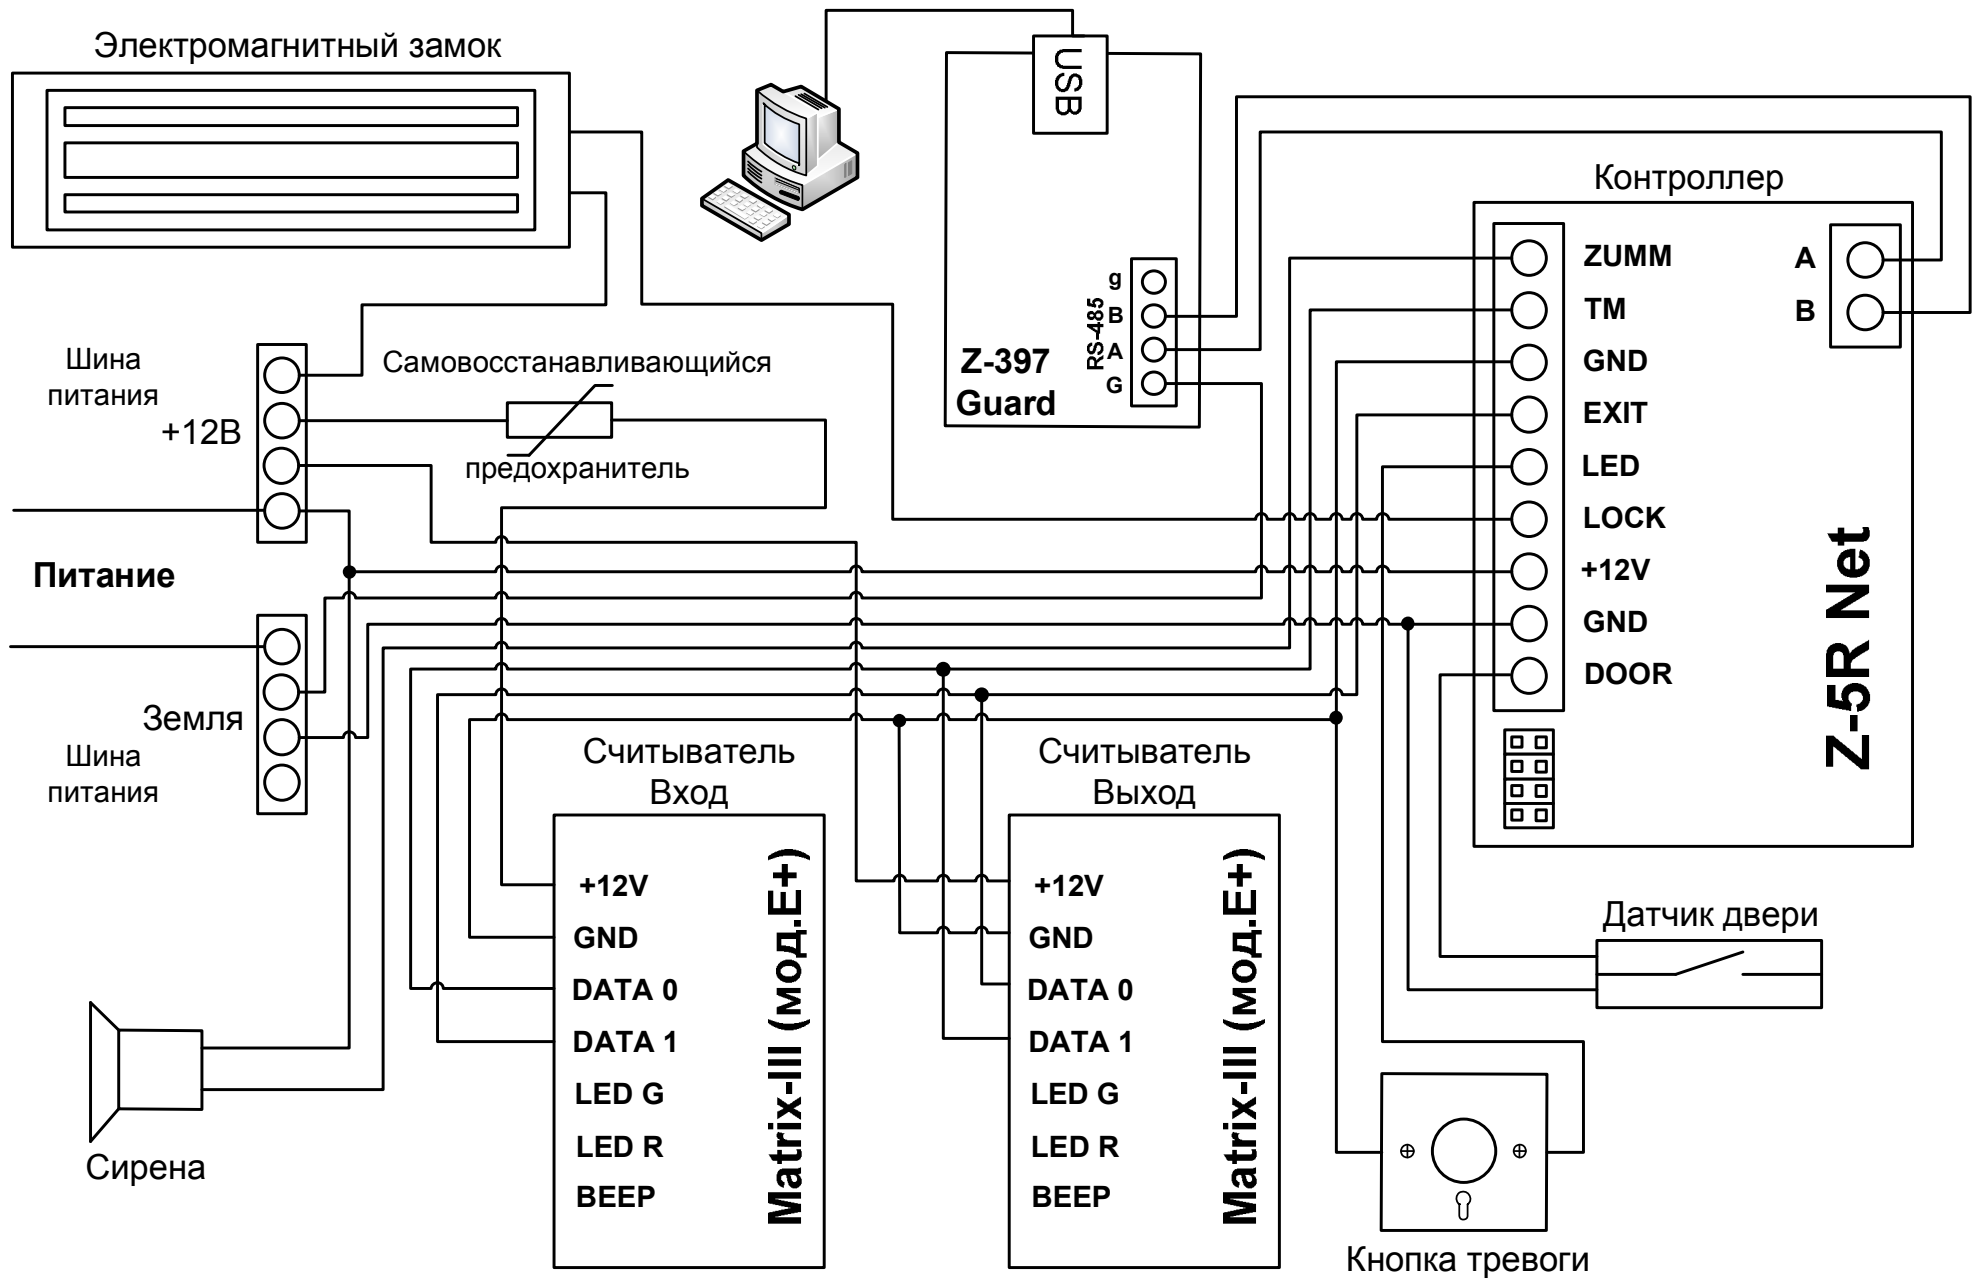 Электромагнитный замок
USB
Контроллер
g
B
A
G
RS-485
Z-397
Guard
ZUMM
TM
GND
EXIT
LED
LOCK
+12V
GND
DOOR
A
B
Z-5R Net
Шина
питания
+12В
Самовосстанавливающийся
предохранитель
Питание
Земля
Шина
питания
Считыватель
Вход
+12V
GND
DATA 0
DATA 1
LED G
LED R
BEEP
Matrix-III (мод.E+)
Считыватель
Выход
+12V
GND
DATA 0
DATA 1
LED G
LED R
BEEP
Matrix-III (мод.E+)
Датчик двери
Сирена
Кнопка тревоги